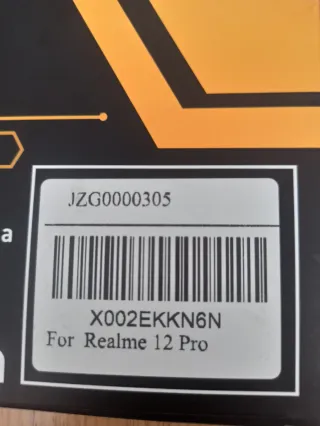 JZG0000305
a
X002EKKN6N
For Realme 12 Pro